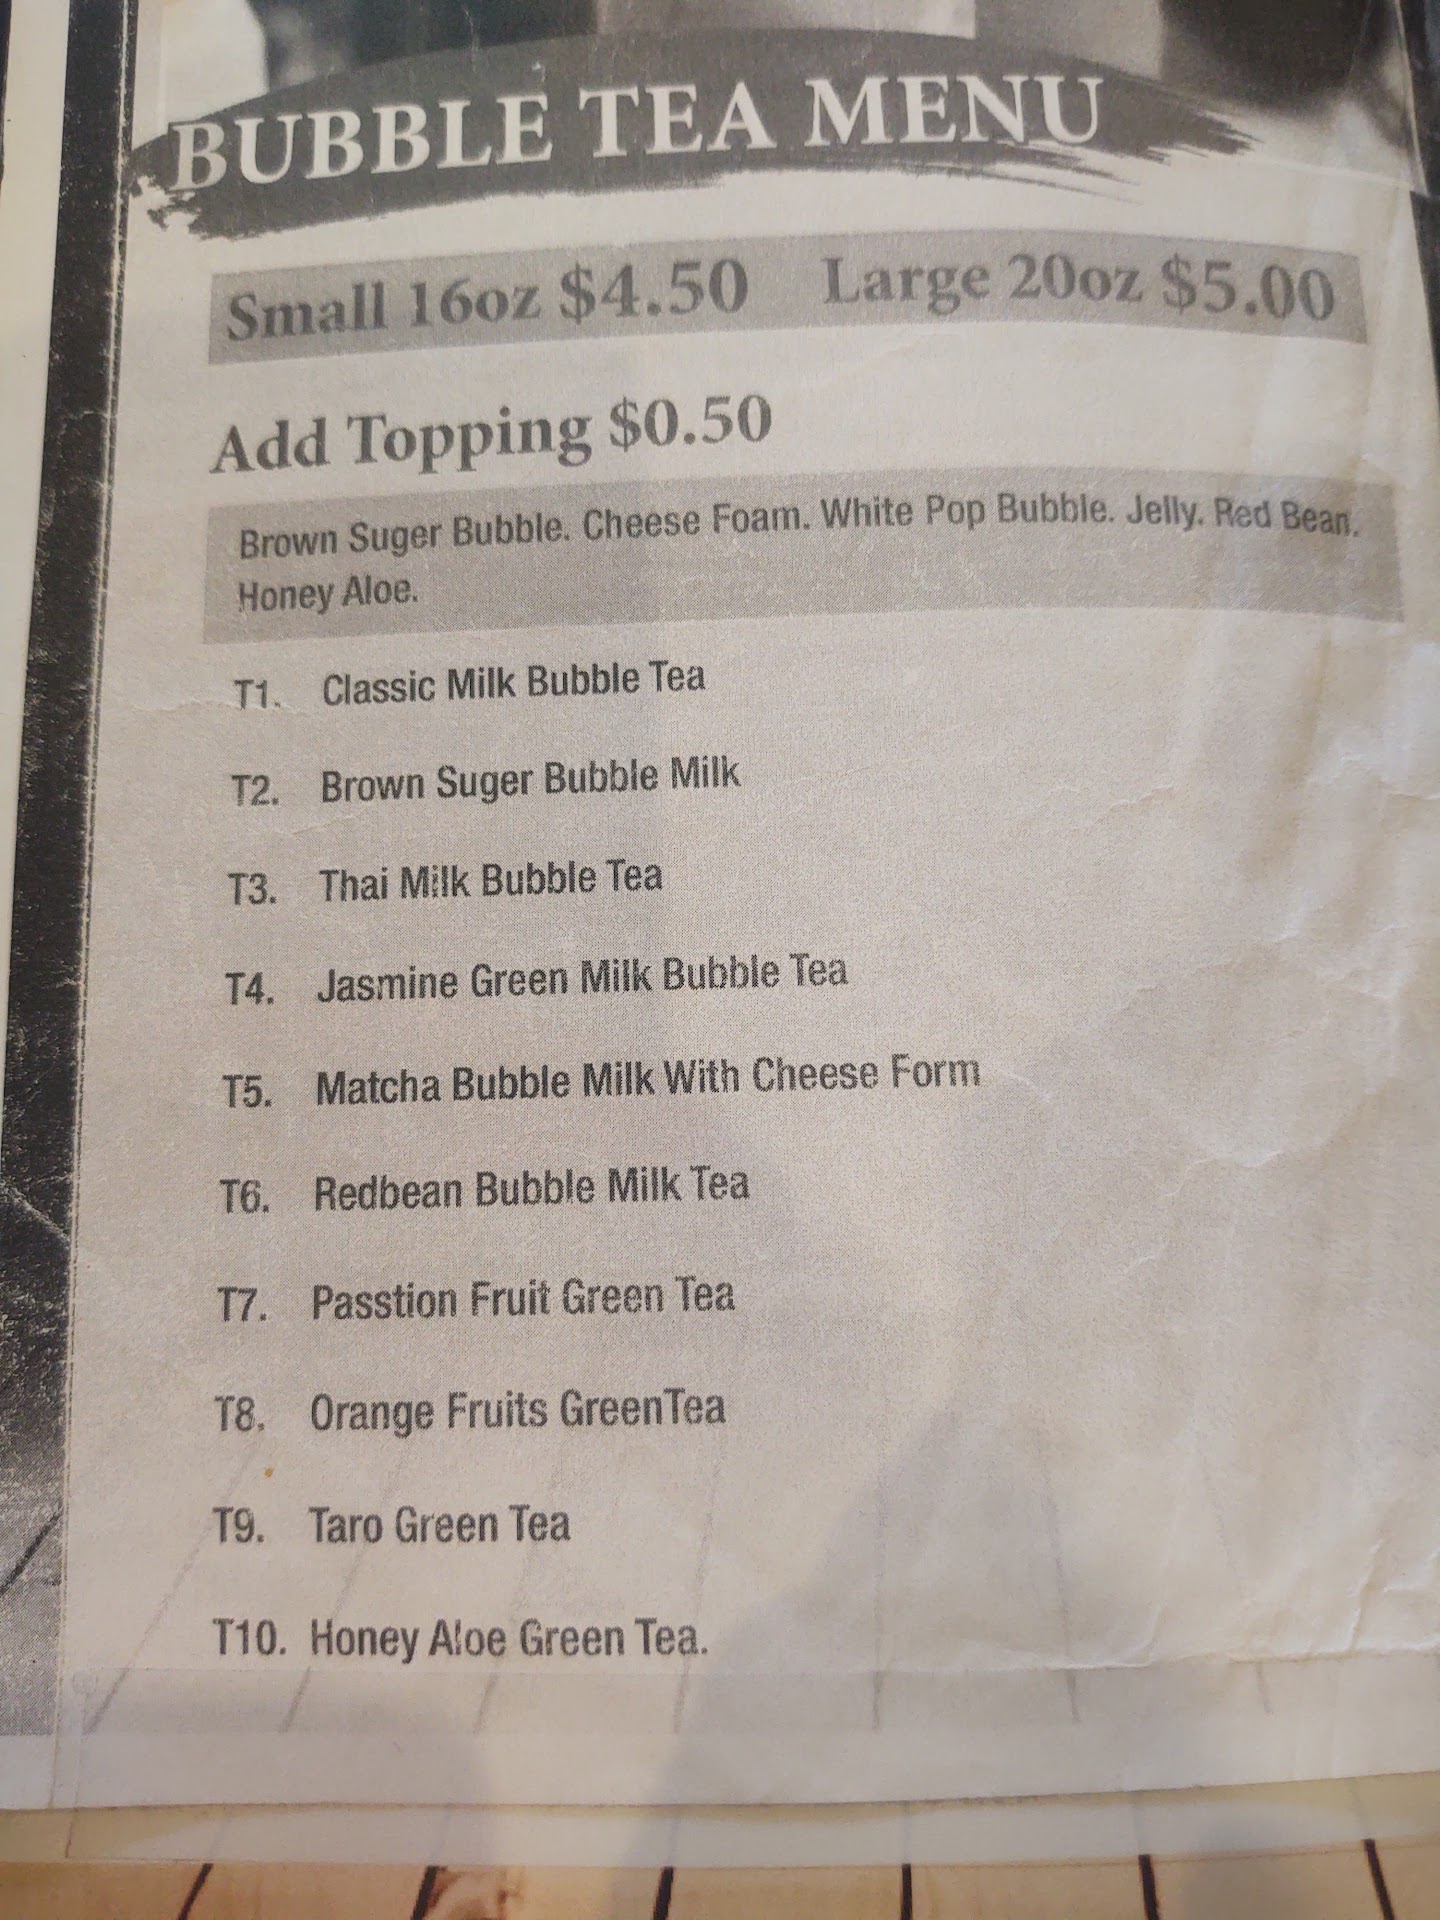 BUBBLE TEA MENU
Small 16oz $4.50 Large 20oz $5.00
Add Topping $0.50
Brown Suger Bubble. Cheese Foam. White Pop Bubble. Jelly. Red Bean.
Honey Aloe.
T1. Classic Milk Bubble Tea
T2. Brown Suger Bubble Milk
T3. Thai Milk Bubble Tea
T4. Jasmine Green Milk Bubble Tea
T5. Matcha Bubble Milk With Cheese Form
T6. Redbean Bubble Milk Tea
T7. Passtion Fruit Green Tea
T8. Orange Fruits GreenTea
T9. Taro Green Tea
T10. Honey Aloe Green Tea.